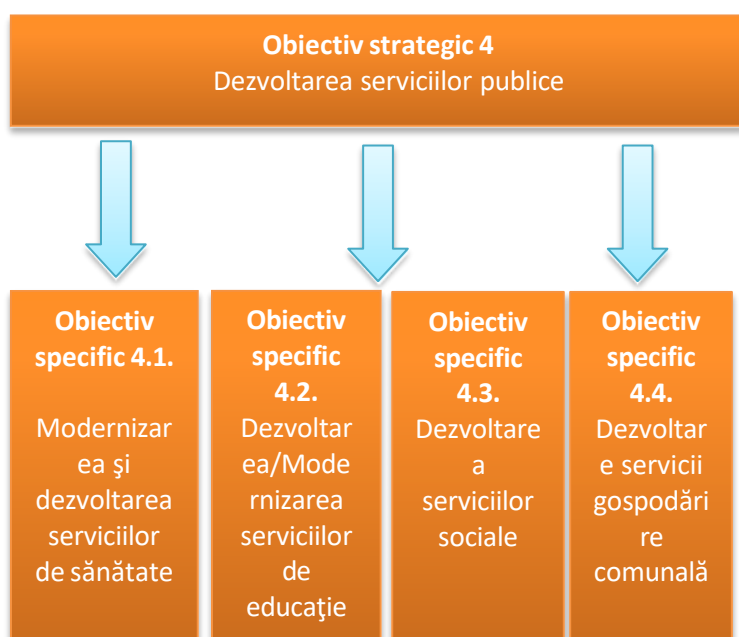 Obiectiv strategic 4
Dezvoltarea serviciilor publice
Obiectiv
specific 4.1.
Modernizar
ea şi
dezvoltarea
serviciilor
de sănătate
Obiectiv
specific
4.2.
Dezvoltar
ea/Mode
rnizarea
serviciilor
de
educaţie
Obiectiv
specific
4.3.
Dezvoltare
a
serviciilor
sociale
Obiectiv
specific
4.4.
Dezvoltar
e servicii
gospodări
re
comunală